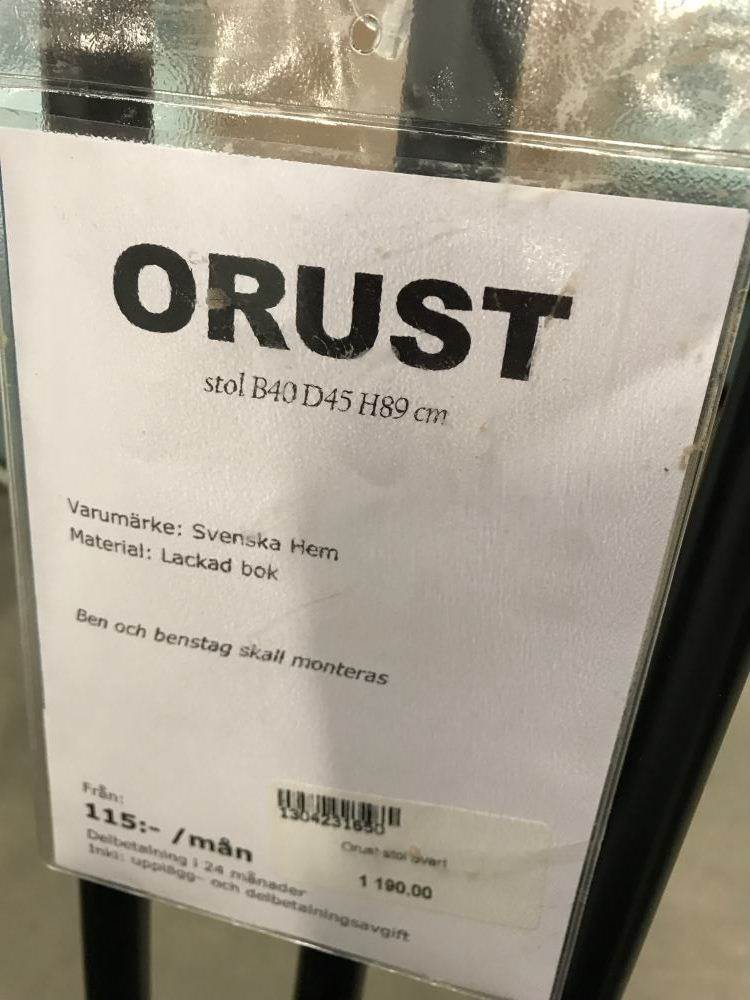 ORUST
stol B40 D45 H89 cm
Varumärke: Svenska Hem
Material: Lackad bok
Ben och benstag skall monteras
Från:
115:- /mån
Delbetalning i 24 månader
Inkl: upplägg- och delbetalningsavgift
1304231650
Orust stol svart
1 190,00